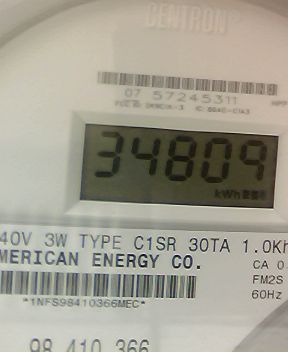 CENTRON
07 57245311
34809
kWh
40V 3W TYPE C1SR 30TA 1.0Kh
MERICAN ENERGY CO.
CA 0
FM2S
60Hz
*1NFS98410366MEC*
98 410 366